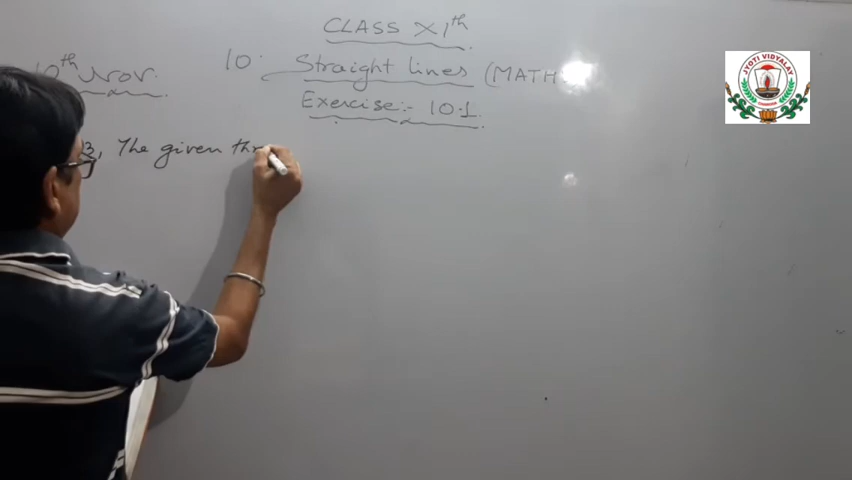 CLASS XIth
10th Nov.
10. Straight lines (MATH
Exercise:- 10.1.
3, The given thr
JYOTI VIDYALAY